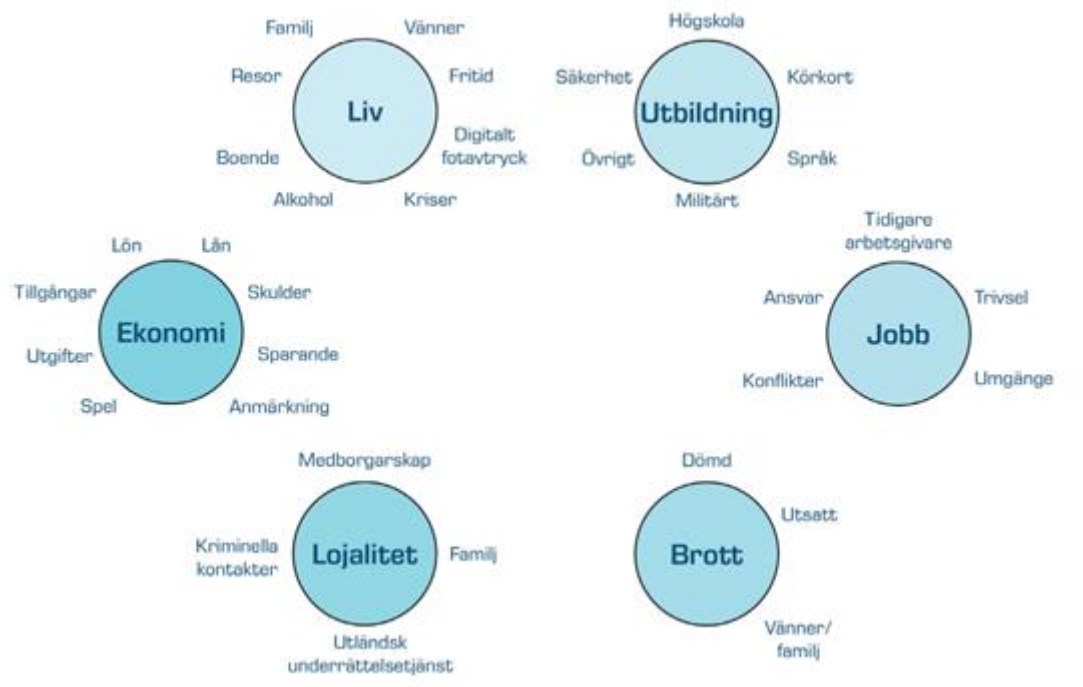 Familj
Vänner
Resor
Fritid
Liv
Digitalt
fotavtryck
Boende
Alkohol
Kriser
Högskola
Säkerhet
Körkort
Utbildning
Övrigt
Språk
Militärt
Lön
Lån
Tillgångar
Skulder
Ekonomi
Utgifter
Sparande
Spel
Anmärkning
Tidigare
arbetsgivare
Ansvar
Trivsel
Jobb
Konflikter
Umgänge
Medborgarskap
Kriminella
kontakter
Lojalitet
Familj
Utländsk
underrättelsetjänst
Dömd
Utsatt
Brott
Vänner/
familj